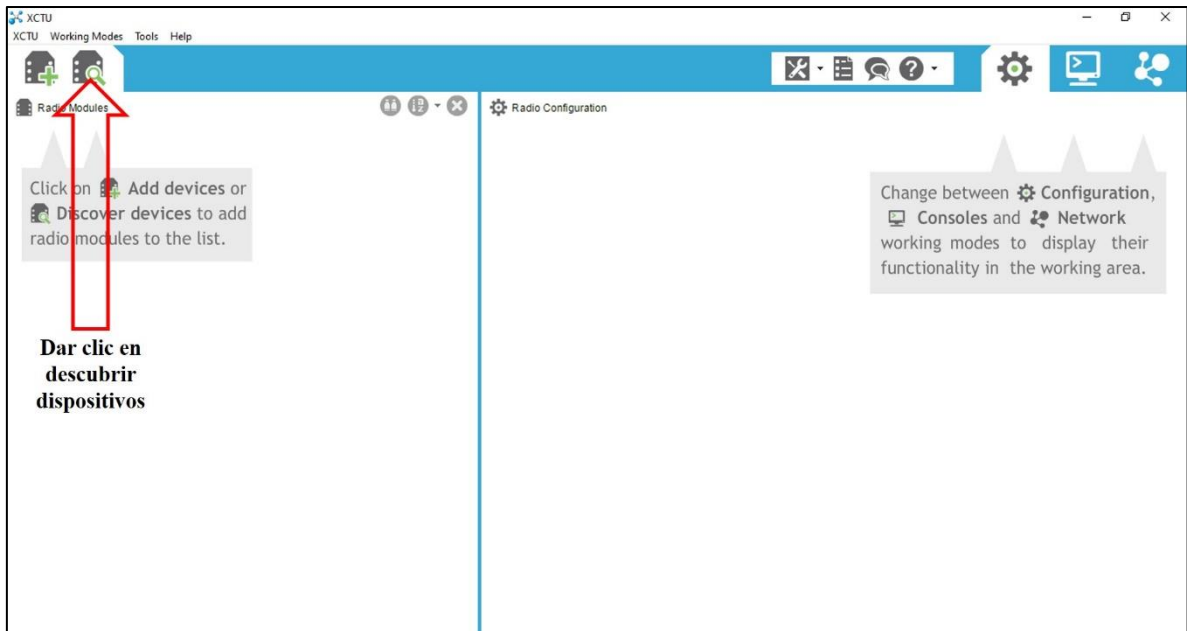 XCTU
XCTU Working Modes Tools Help
Radio Modules
Radio Configuration
Click on Add devices or
Discover devices to add
radio modules to the list.
Change between Configuration,
Consoles and Network
working modes to display their
functionality in the working area.
Dar clic en
descubrir
dispositivos